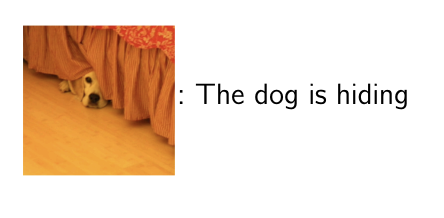 : The dog is hiding